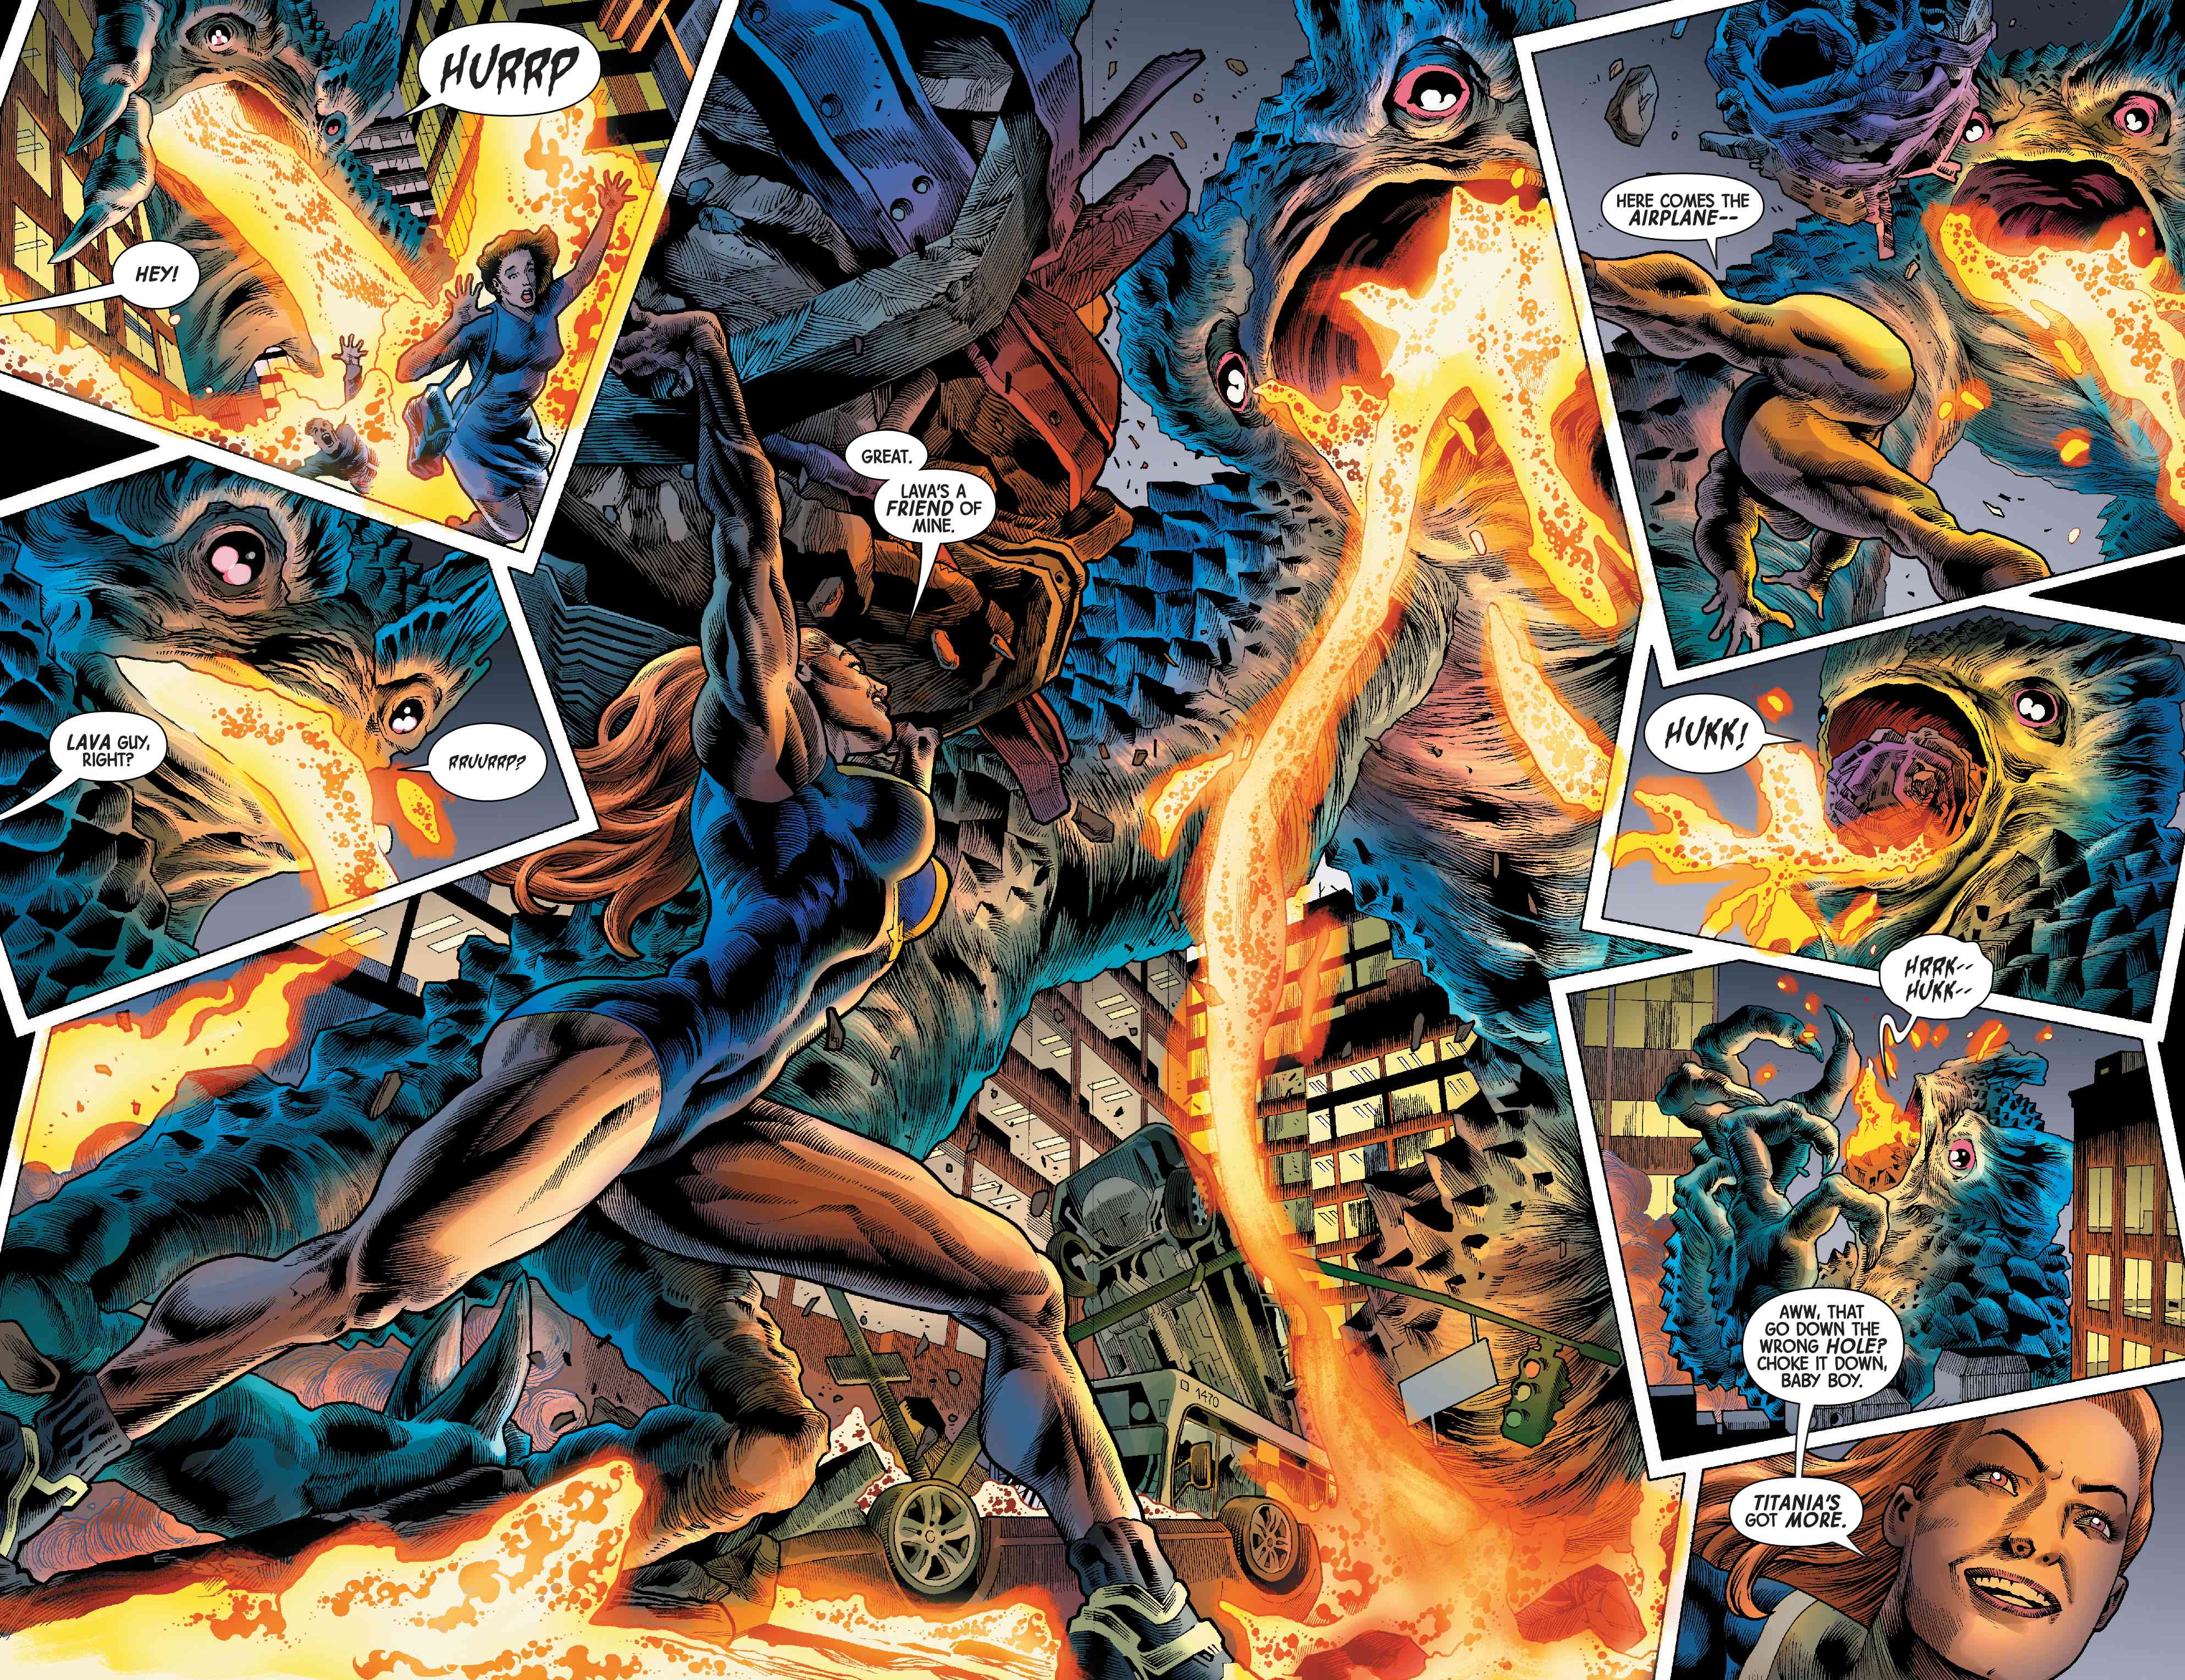 HURRP
HEY!
LAVA GUY,
RIGHT?
RRUURRP?
GREAT.
LAVA'S A
FRIEND OF
MINE.
1470
HERE COMES THE
AIRPLANE--
HUKK!
HRRK--
HUKK--
AWW, THAT
GO DOWN THE
WRONG HOLE?
CHOKE IT DOWN,
BABY BOY.
TITANIA'S
GOT MORE.